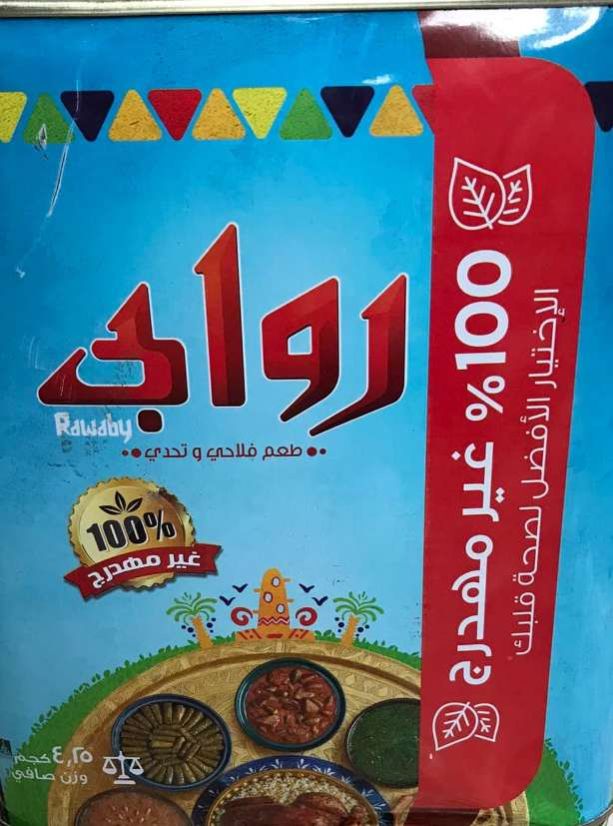 روابي
Rawaby
طعم فلاحي و تحدي
100%
غير مهدرج
%100 غير مهدرج
الإختيار الأفضل لصحة قلبك
٤,٢٥ كجم
وزن صافي